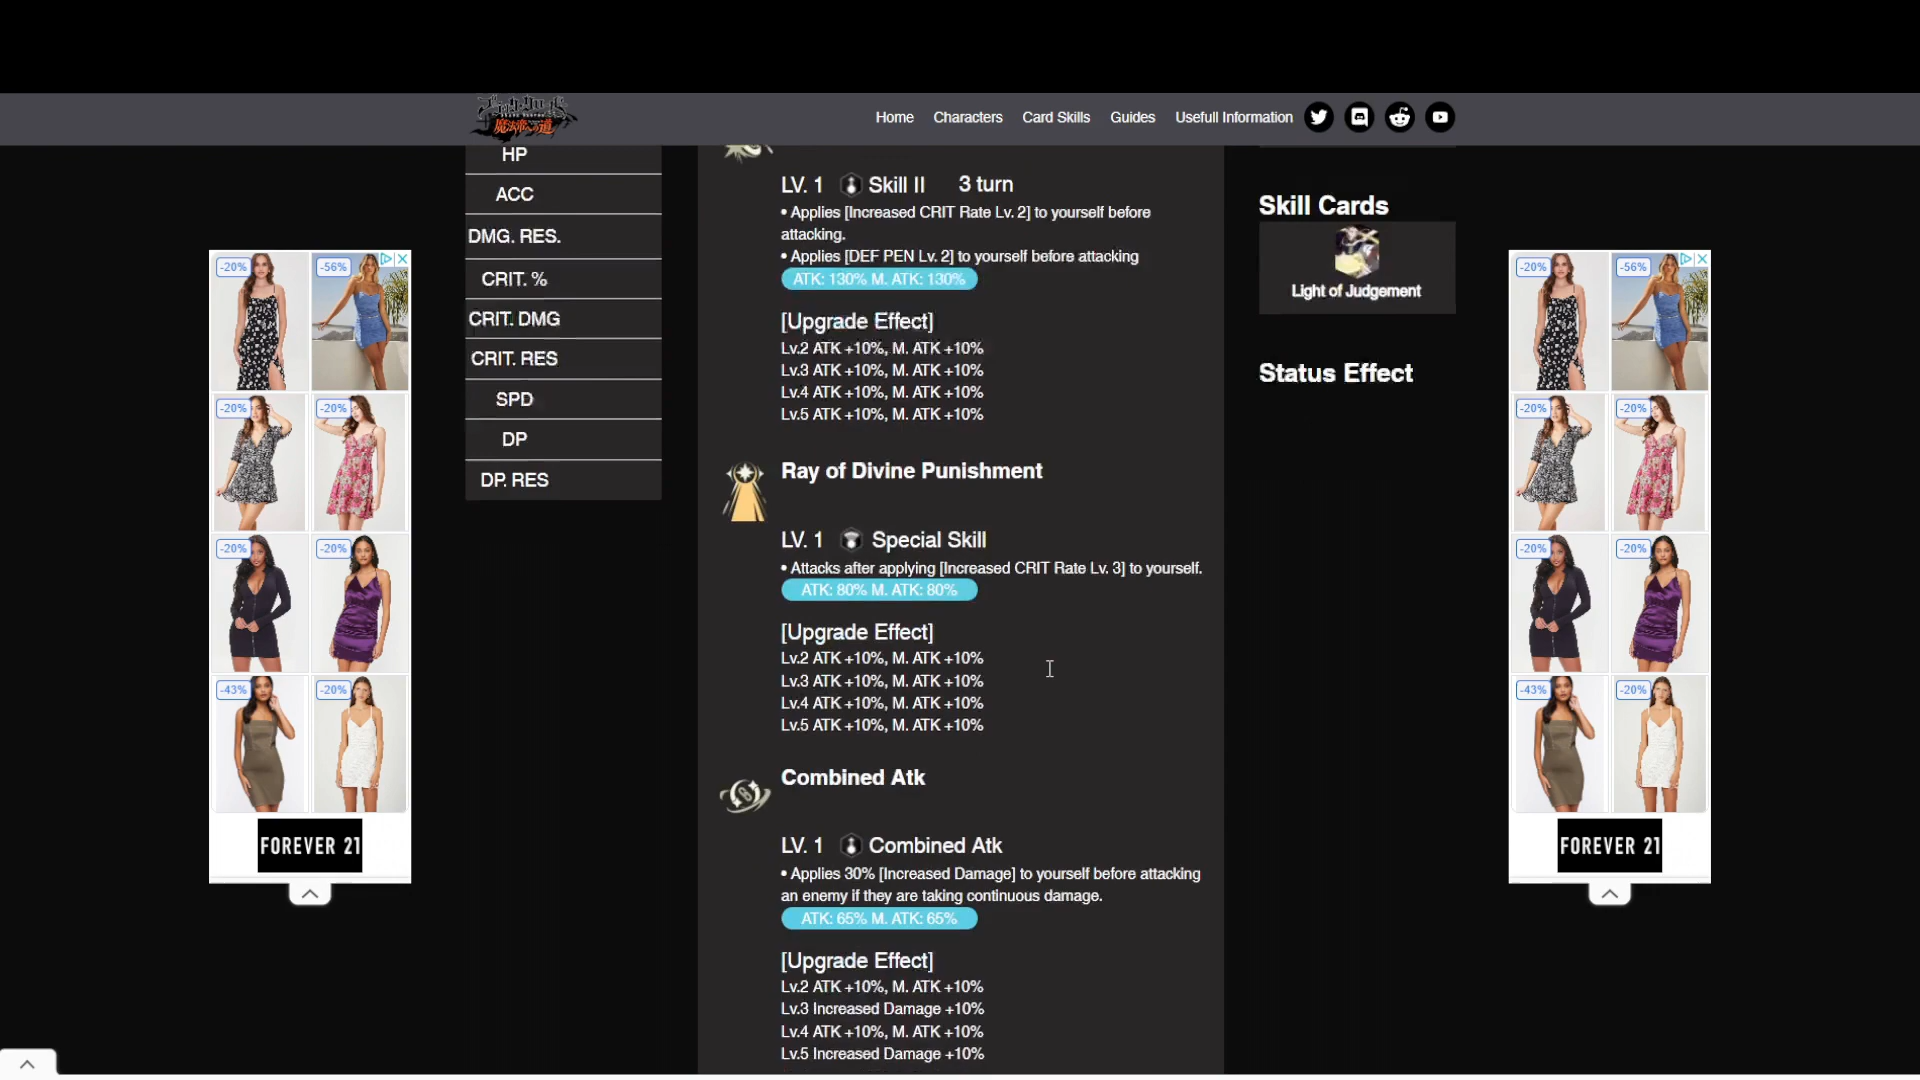 Home Characters Card Skills Guides Usefull Information
魔法帝への道
HP
ACC
DMG. RES.
CRIT. %
CRIT. DMG
CRIT. RES
SPD
DP
DP. RES
LV. 1 Skill II 3 turn
• Applies [Increased CRIT Rate Lv. 2] to yourself before
attacking.
• Applies [DEF PEN Lv. 2] to yourself before attacking
ATK: 130% M. ATK: 130%
[Upgrade Effect]
Lv.2 ATK +10%, M. ATK +10%
Lv.3 ATK +10%, M. ATK +10%
Lv.4 ATK +10%, M. ATK +10%
Lv.5 ATK +10%, M. ATK +10%
Ray of Divine Punishment
LV. 1 Special Skill
• Attacks after applying [Increased CRIT Rate Lv. 3] to yourself.
ATK: 80% M. ATK: 80%
[Upgrade Effect]
Lv.2 ATK +10%, M. ATK +10%
Lv.3 ATK +10%, M. ATK +10%
Lv.4 ATK +10%, M. ATK +10%
Lv.5 ATK +10%, M. ATK +10%
Combined Atk
LV. 1 Combined Atk
• Applies 30% [Increased Damage] to yourself before attacking
an enemy if they are taking continuous damage.
ATK: 65% M. ATK: 65%
[Upgrade Effect]
Lv.2 ATK +10%, M. ATK +10%
Lv.3 Increased Damage +10%
Lv.4 ATK +10%, M. ATK +10%
Lv.5 Increased Damage +10%
Skill Cards
Light of Judgement
Status Effect
-20% -56%
-20% -20%
-20% -20%
-43% -20%
FOREVER 21
-20% -56%
-20% -20%
-20% -20%
-43% -20%
FOREVER 21